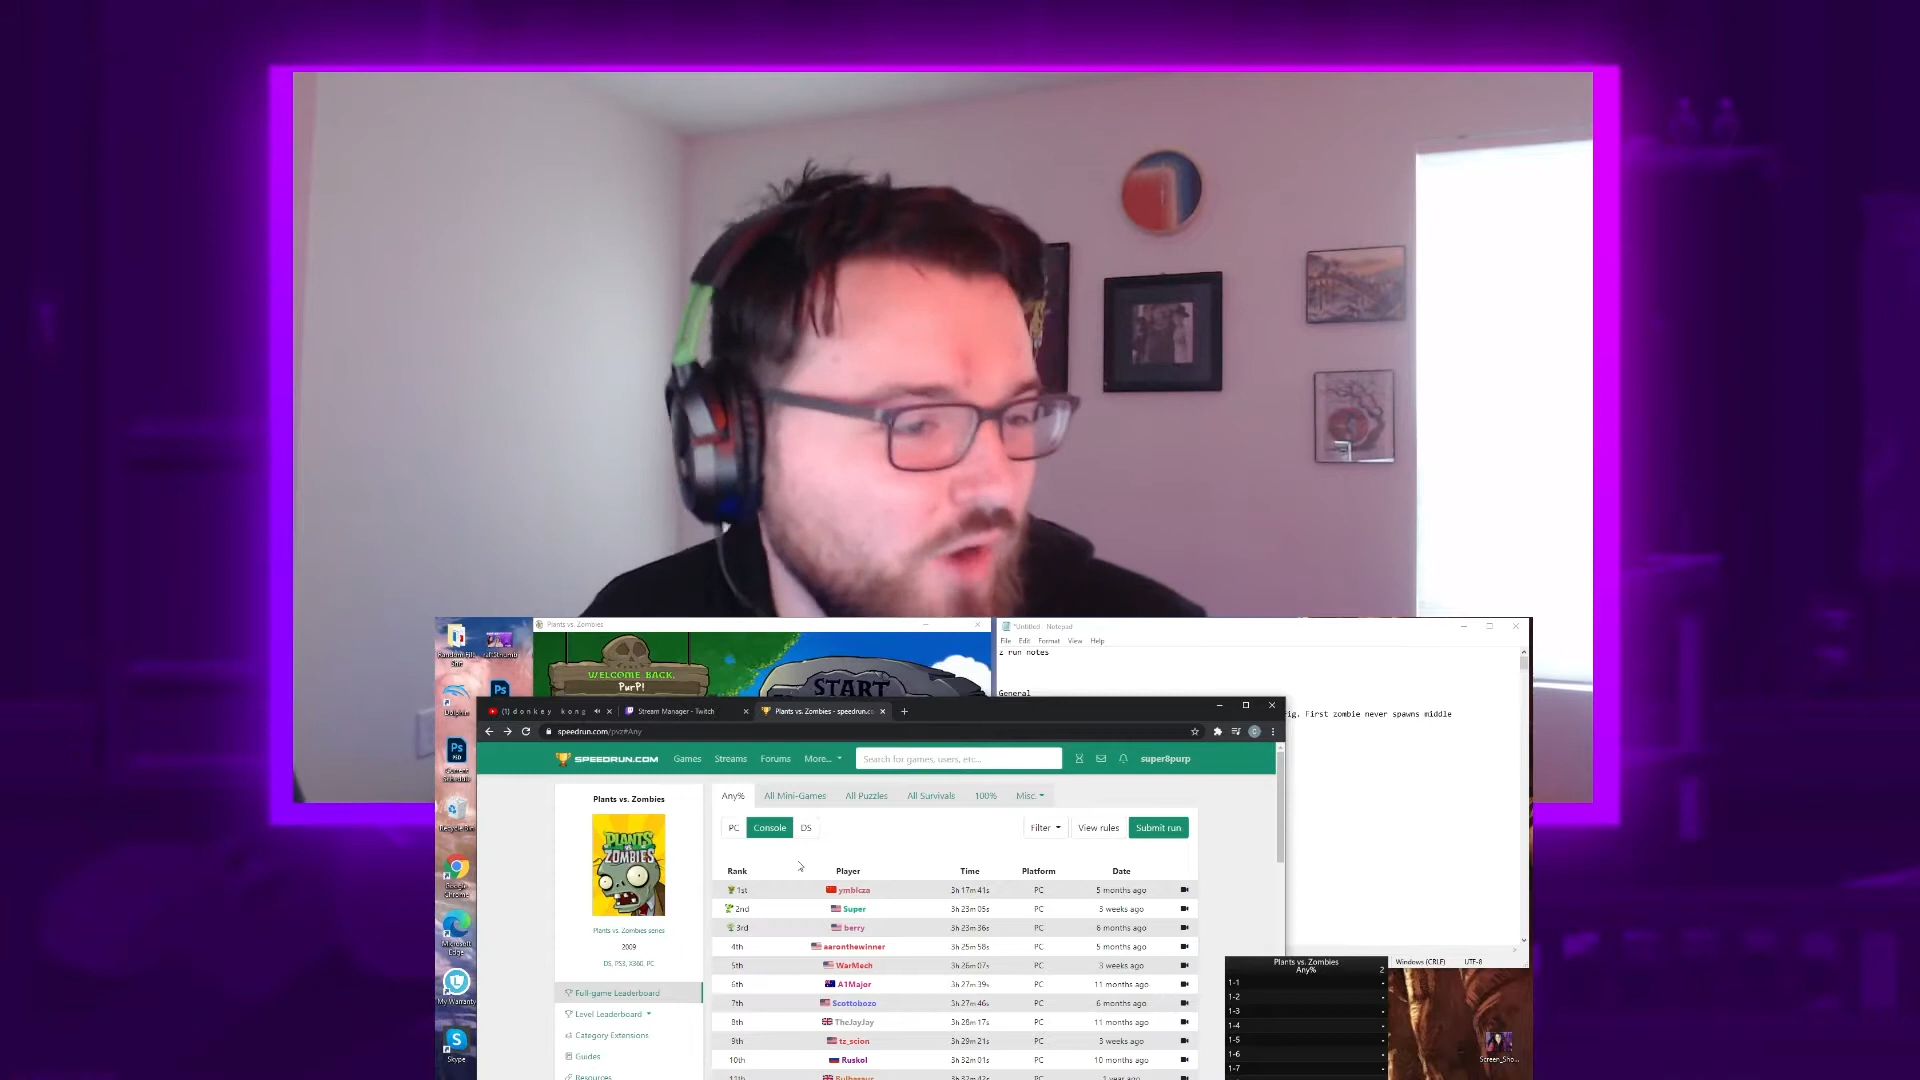 Plants vs. Zombies
*Untitled - Notepad
File Edit Format View Help
z run notes
General
First zombie never spawns middle
WELCOME BACK,
PurP!
START
(1) donkey kong
Stream Manager - Twitch
Plants vs. Zombies - speedrun.c
speedrun.com/pvz#Any
SPEEDRUN.COM
Games
Streams
Forums
More...
Search for games, users, etc...
super8purp
Plants vs. Zombies
PLANTS VS. ZOMBIES
Plants vs. Zombies series
2009
DS, PS3, X360, PC
Full-game Leaderboard
Level Leaderboard
Category Extensions
Guides
Resources
Any%
All Mini-Games
All Puzzles
All Survivals
100%
Misc.
PC
Console
DS
Filter
View rules
Submit run
Rank Player Time Platform Date
1st ymblcza 3h 17m 41s PC 5 months ago
2nd Super 3h 23m 05s PC 3 weeks ago
3rd berry 3h 23m 36s PC 6 months ago
4th aaronthewinner 3h 25m 58s PC 5 months ago
5th WarMech 3h 26m 07s PC 3 weeks ago
6th A1Major 3h 27m 39s PC 11 months ago
7th Scottobozo 3h 27m 46s PC 6 months ago
8th TheJayJay 3h 28m 17s PC 11 months ago
9th tz_scion 3h 29m 21s PC 3 weeks ago
10th Ruskol 3h 32m 01s PC 10 months ago
11th
Windows (CRLF)
UTF-8
Plants vs. Zombies
Any% 2
1-1 -
1-2 -
1-3 -
1-4 -
1-5 -
1-6 -
1-7 -
Dolphin
Recycle Bin
Google Chrome
Microsoft Edge
My Warranty
Skype
Screen_Sho...